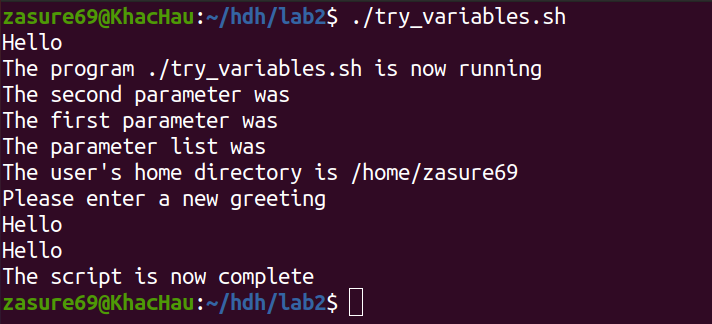 zasure69@KhacHau:~/hdh/lab2$ ./try_variables.sh
Hello
The program ./try_variables.sh is now running
The second parameter was
The first parameter was
The parameter list was
The user's home directory is /home/zasure69
Please enter a new greeting
Hello
Hello
The script is now complete
zasure69@KhacHau:~/hdh/lab2$